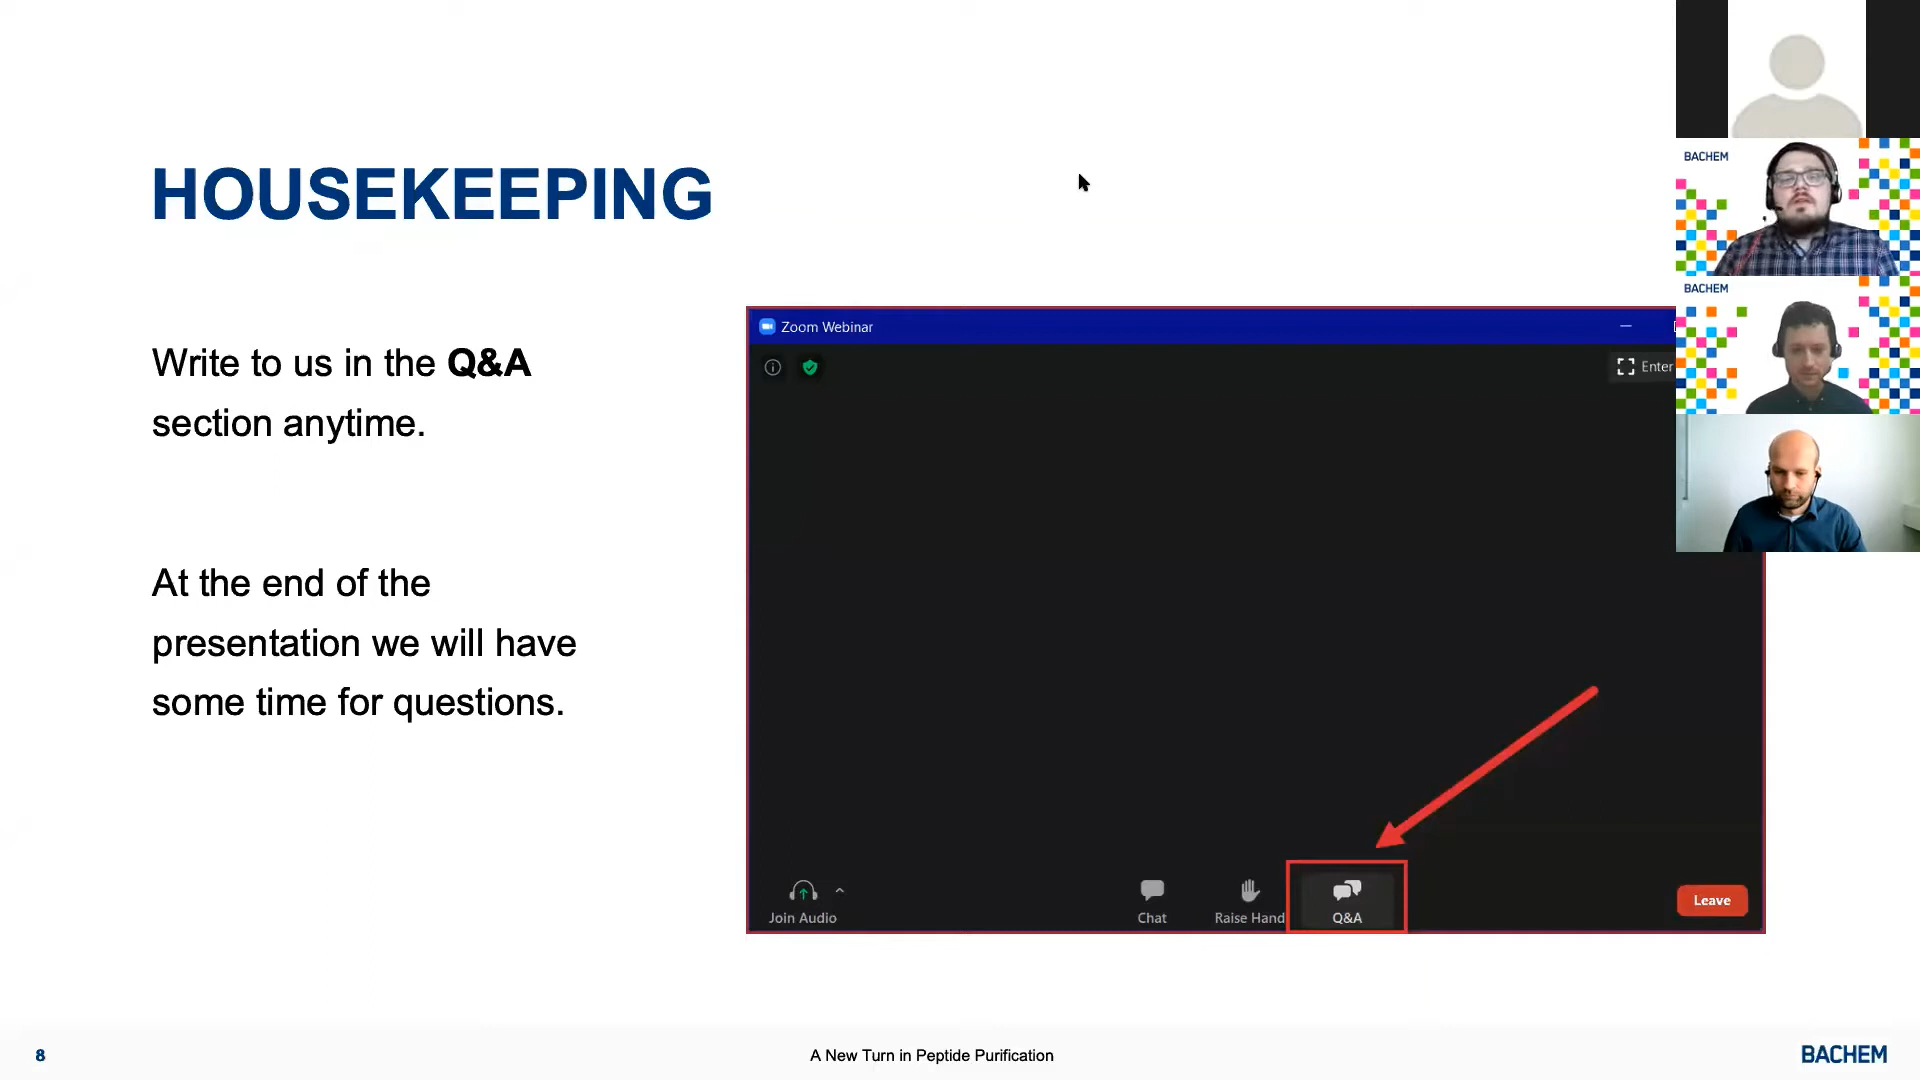 HOUSEKEEPING
Write to us in the Q&A
section anytime.
At the end of the
presentation we will have
some time for questions.
Zoom Webinar
Enter
Join Audio
Chat
Raise Hand
Q&A
Leave
BACHEM
BACHEM
8
A New Turn in Peptide Purification
BACHEM